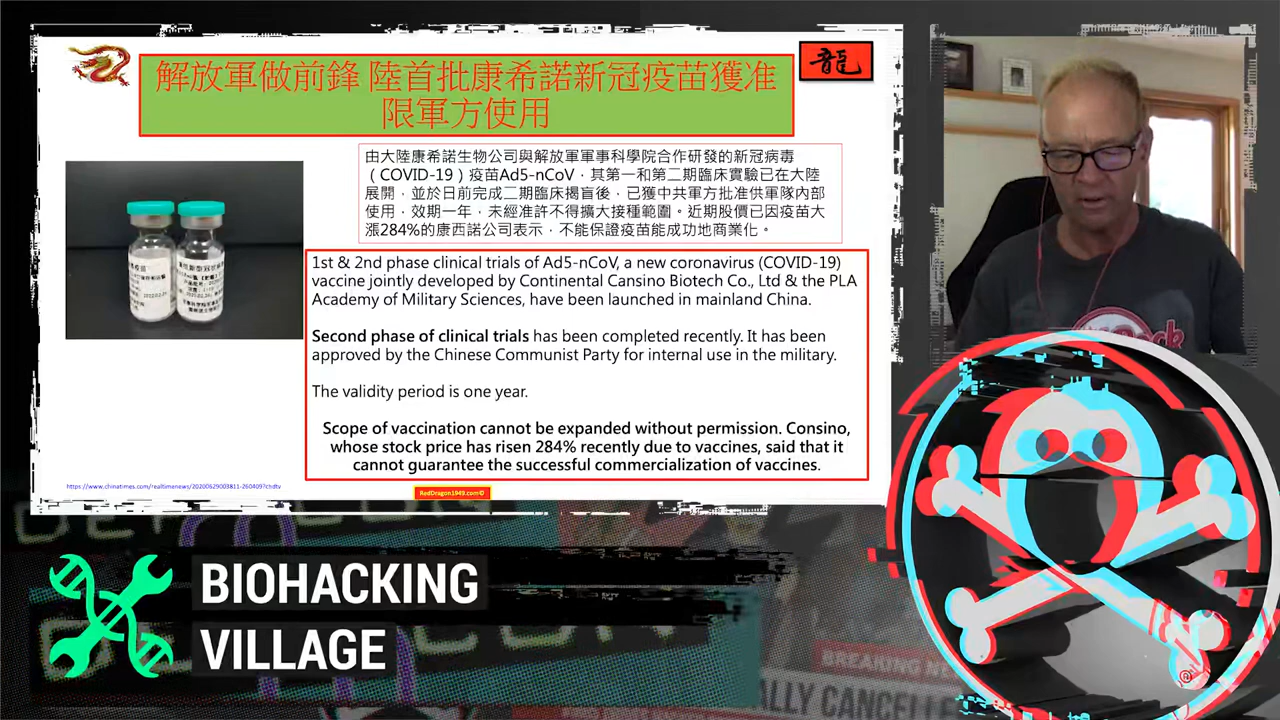 解放軍做前鋒 陸首批康希諾新冠疫苗獲准
限軍方使用
龍
由大陸康希諾生物公司與解放軍軍事科學院合作研發的新冠病毒
（COVID-19）疫苗Ad5-nCoV，其第一和第二期臨床實驗已在大陸
展開，並於日前完成二期臨床揭盲後，已獲中共軍方批准供軍隊內部
使用，效期一年，未經准許不得擴大接種範圍。近期股價已因疫苗大
漲284%的康西諾公司表示，不能保證疫苗能成功地商業化。
1st & 2nd phase clinical trials of Ad5-nCoV, a new coronavirus (COVID-19)
vaccine jointly developed by Continental Cansino Biotech Co., Ltd & the PLA
Academy of Military Sciences, have been launched in mainland China.
Second phase of clinical trials has been completed recently. It has been
approved by the Chinese Communist Party for internal use in the military.
The validity period is one year.
Scope of vaccination cannot be expanded without permission. Consino,
whose stock price has risen 284% recently due to vaccines, said that it
cannot guarantee the successful commercialization of vaccines.
https://www.chinatimes.com/realtimenews/20200629003811-260409?chdtv
RedDragon1949.com©
BIOHACKING
VILLAGE
BREAKING NE
ALLY CANCELLE